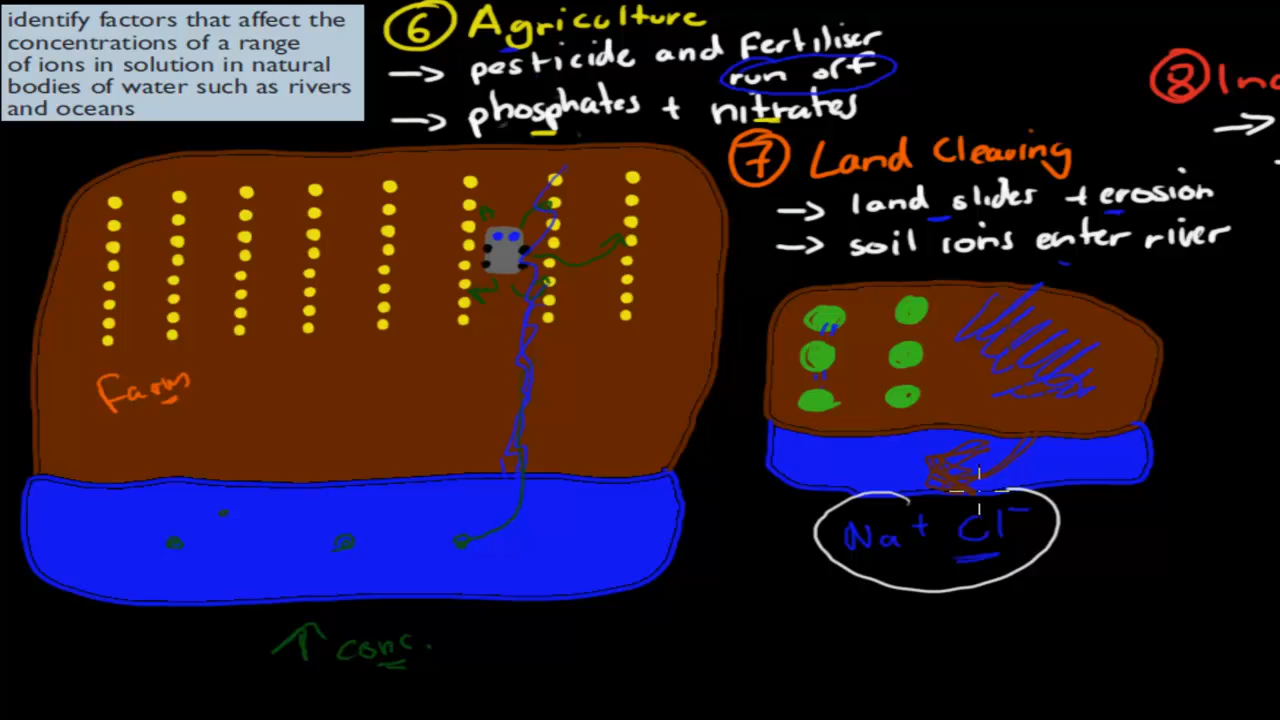 identify factors that affect the
concentrations of a range
of ions in solution in natural
bodies of water such as rivers
and oceans
6 Agriculture
→ pesticide and Fertiliser
run off
→ phosphates + nitrates
7 Land Clearing
→ land slides + erosion
→ soil ions enter river
8 In
→
Farms
Na+ Cl−
↑ conc.